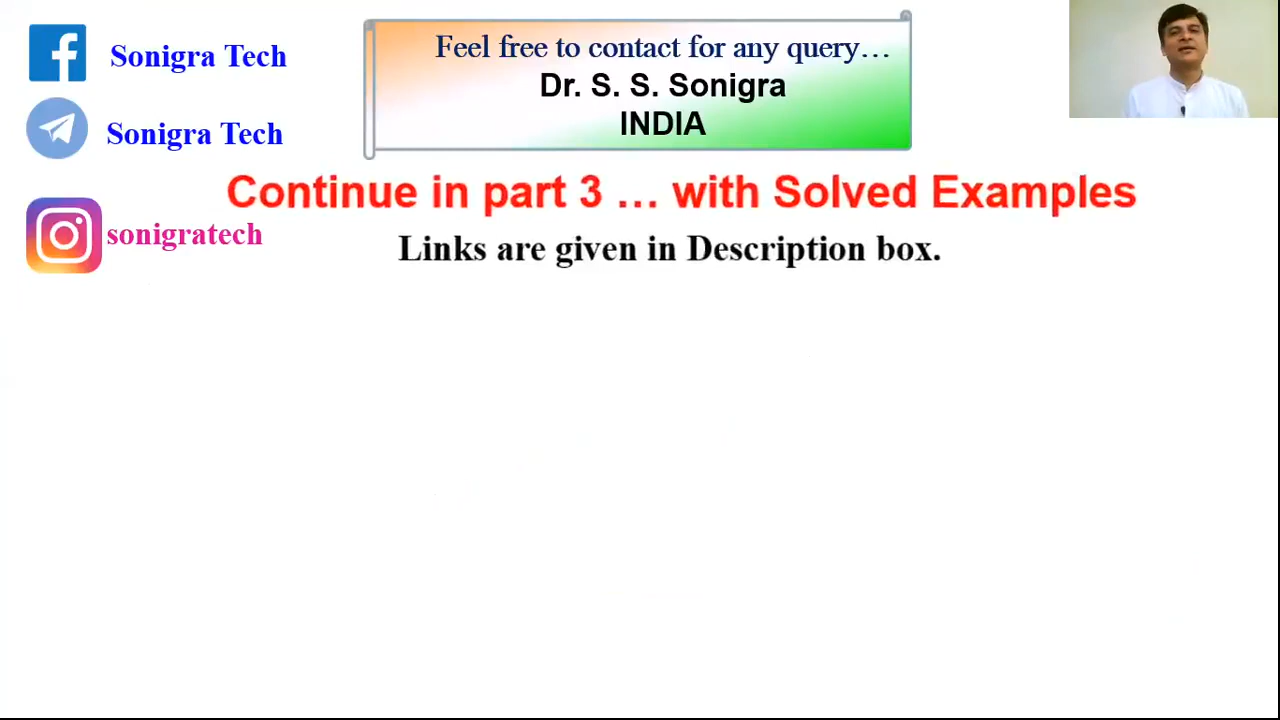 Sonigra Tech
Sonigra Tech
sonigratech
Feel free to contact for any query…
Dr. S. S. Sonigra
INDIA
Continue in part 3 … with Solved Examples
Links are given in Description box.